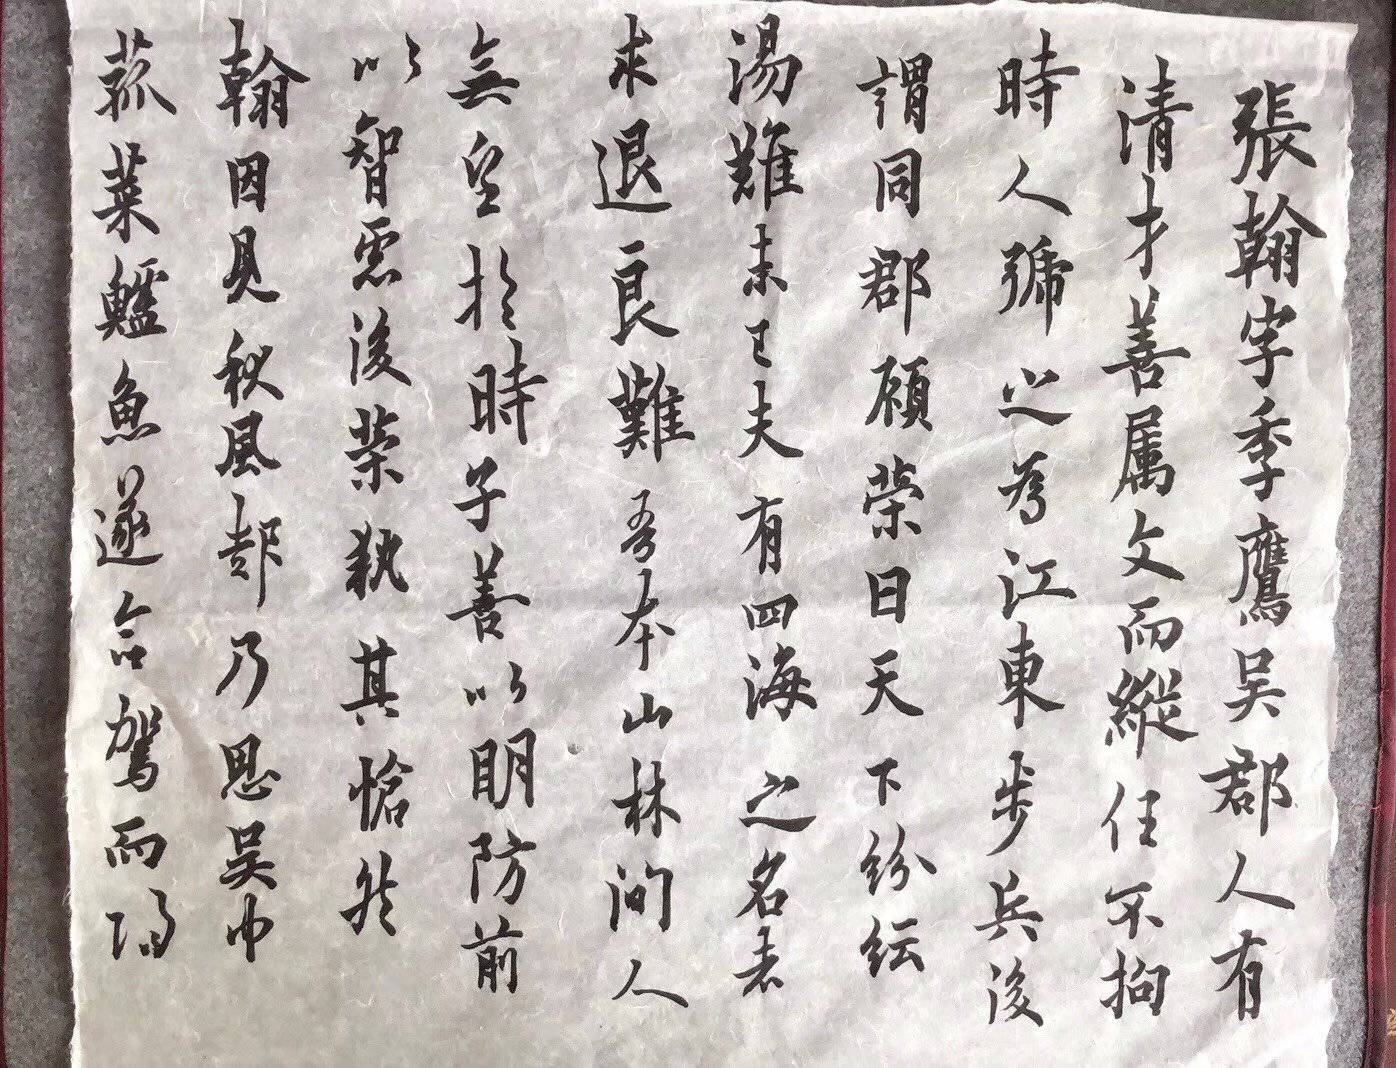 張翰字季鷹吳郡人有
清才善属文而縱任不拘
時人號之為江東步兵後
謂同郡顧榮曰天下紛紜
湯難未已夫有四海之名者
求退良難吾本山林間人
無望於時子善以明防前
以智慮後榮執其愴然
翰因見秋風起乃思吳中
菰菜鱸魚遂命駕而歸